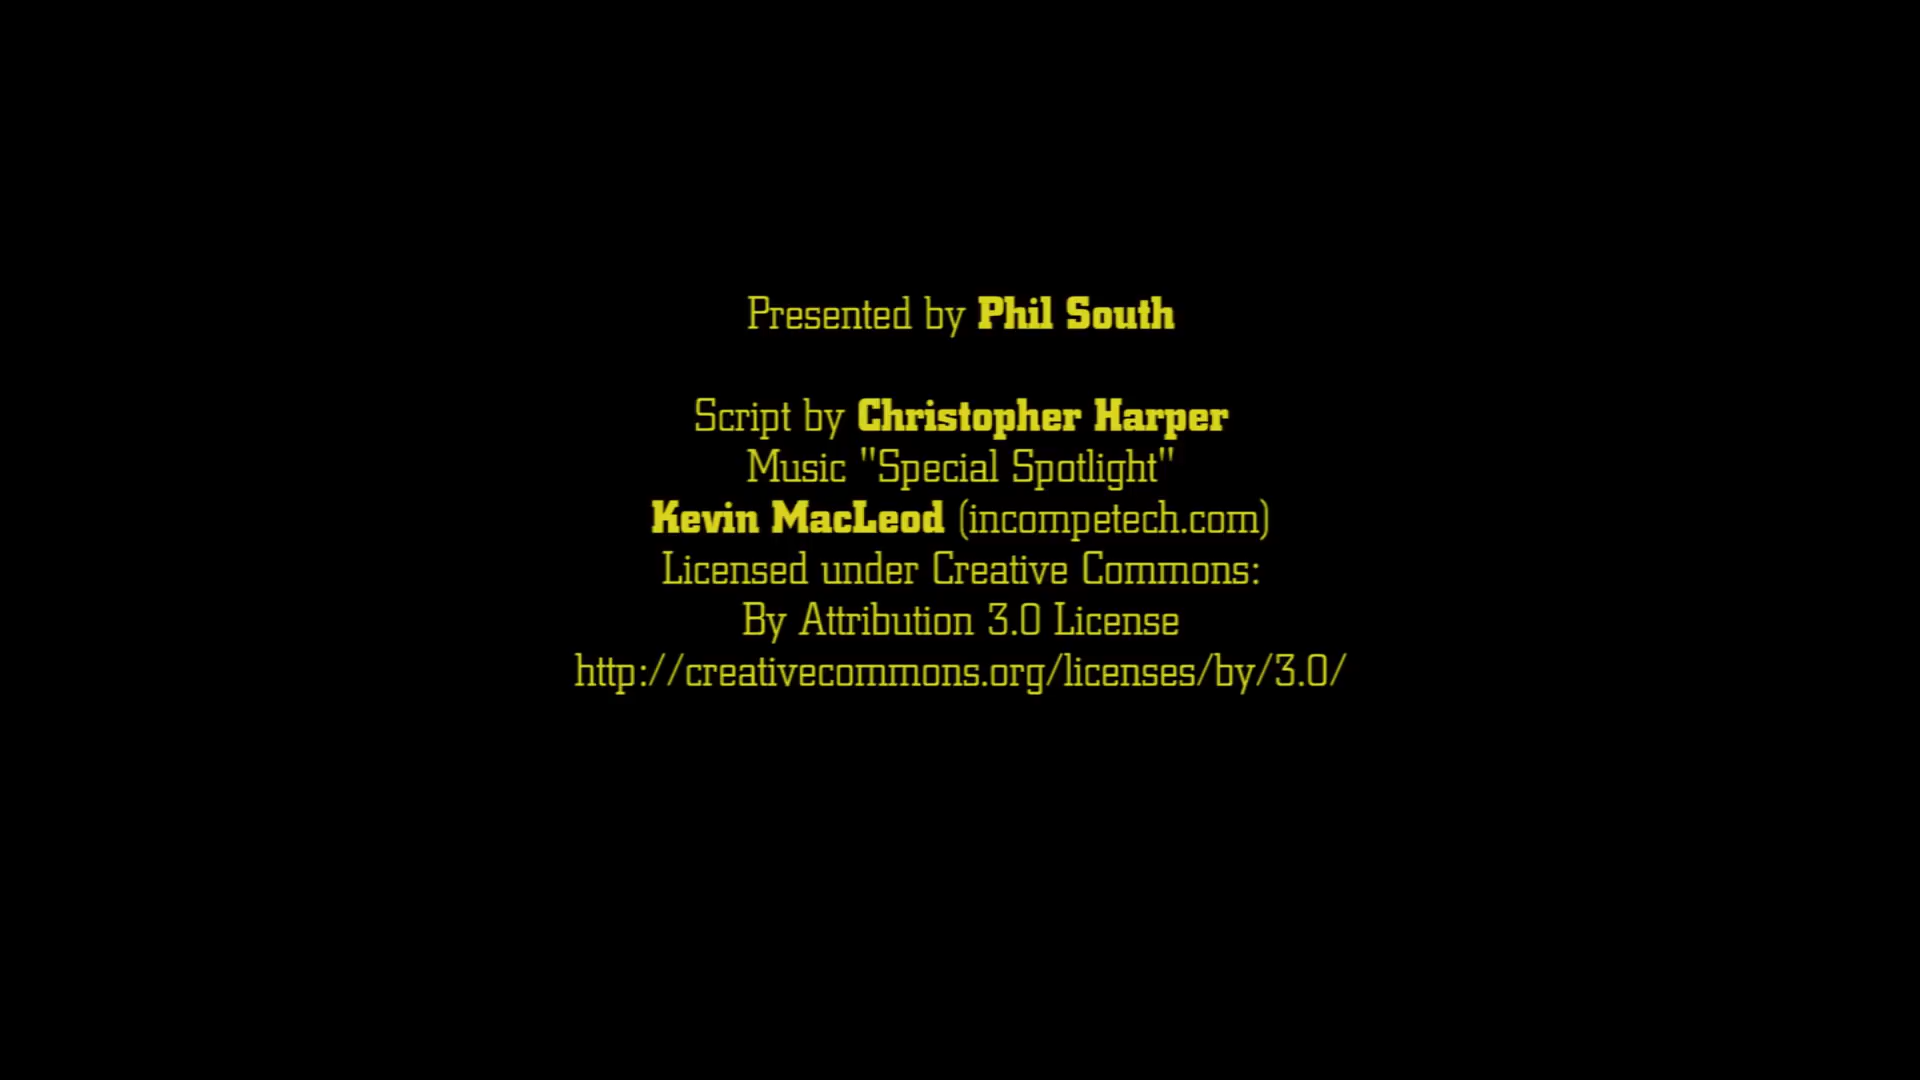 Presented by Phil South
Script by Christopher Harper
Music "Special Spotlight"
Kevin MacLeod (incompetech.com)
Licensed under Creative Commons:
By Attribution 3.0 License
http://creativecommons.org/licenses/by/3.0/